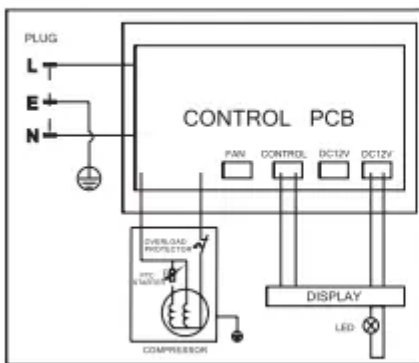 PLUG
L
E
N
CONTROL PCB
FAN CONTROL DC12V DC12V
OVERLOAD
PROTECTOR
PTC
STARTER
DISPLAY
LED
COMPRESSOR